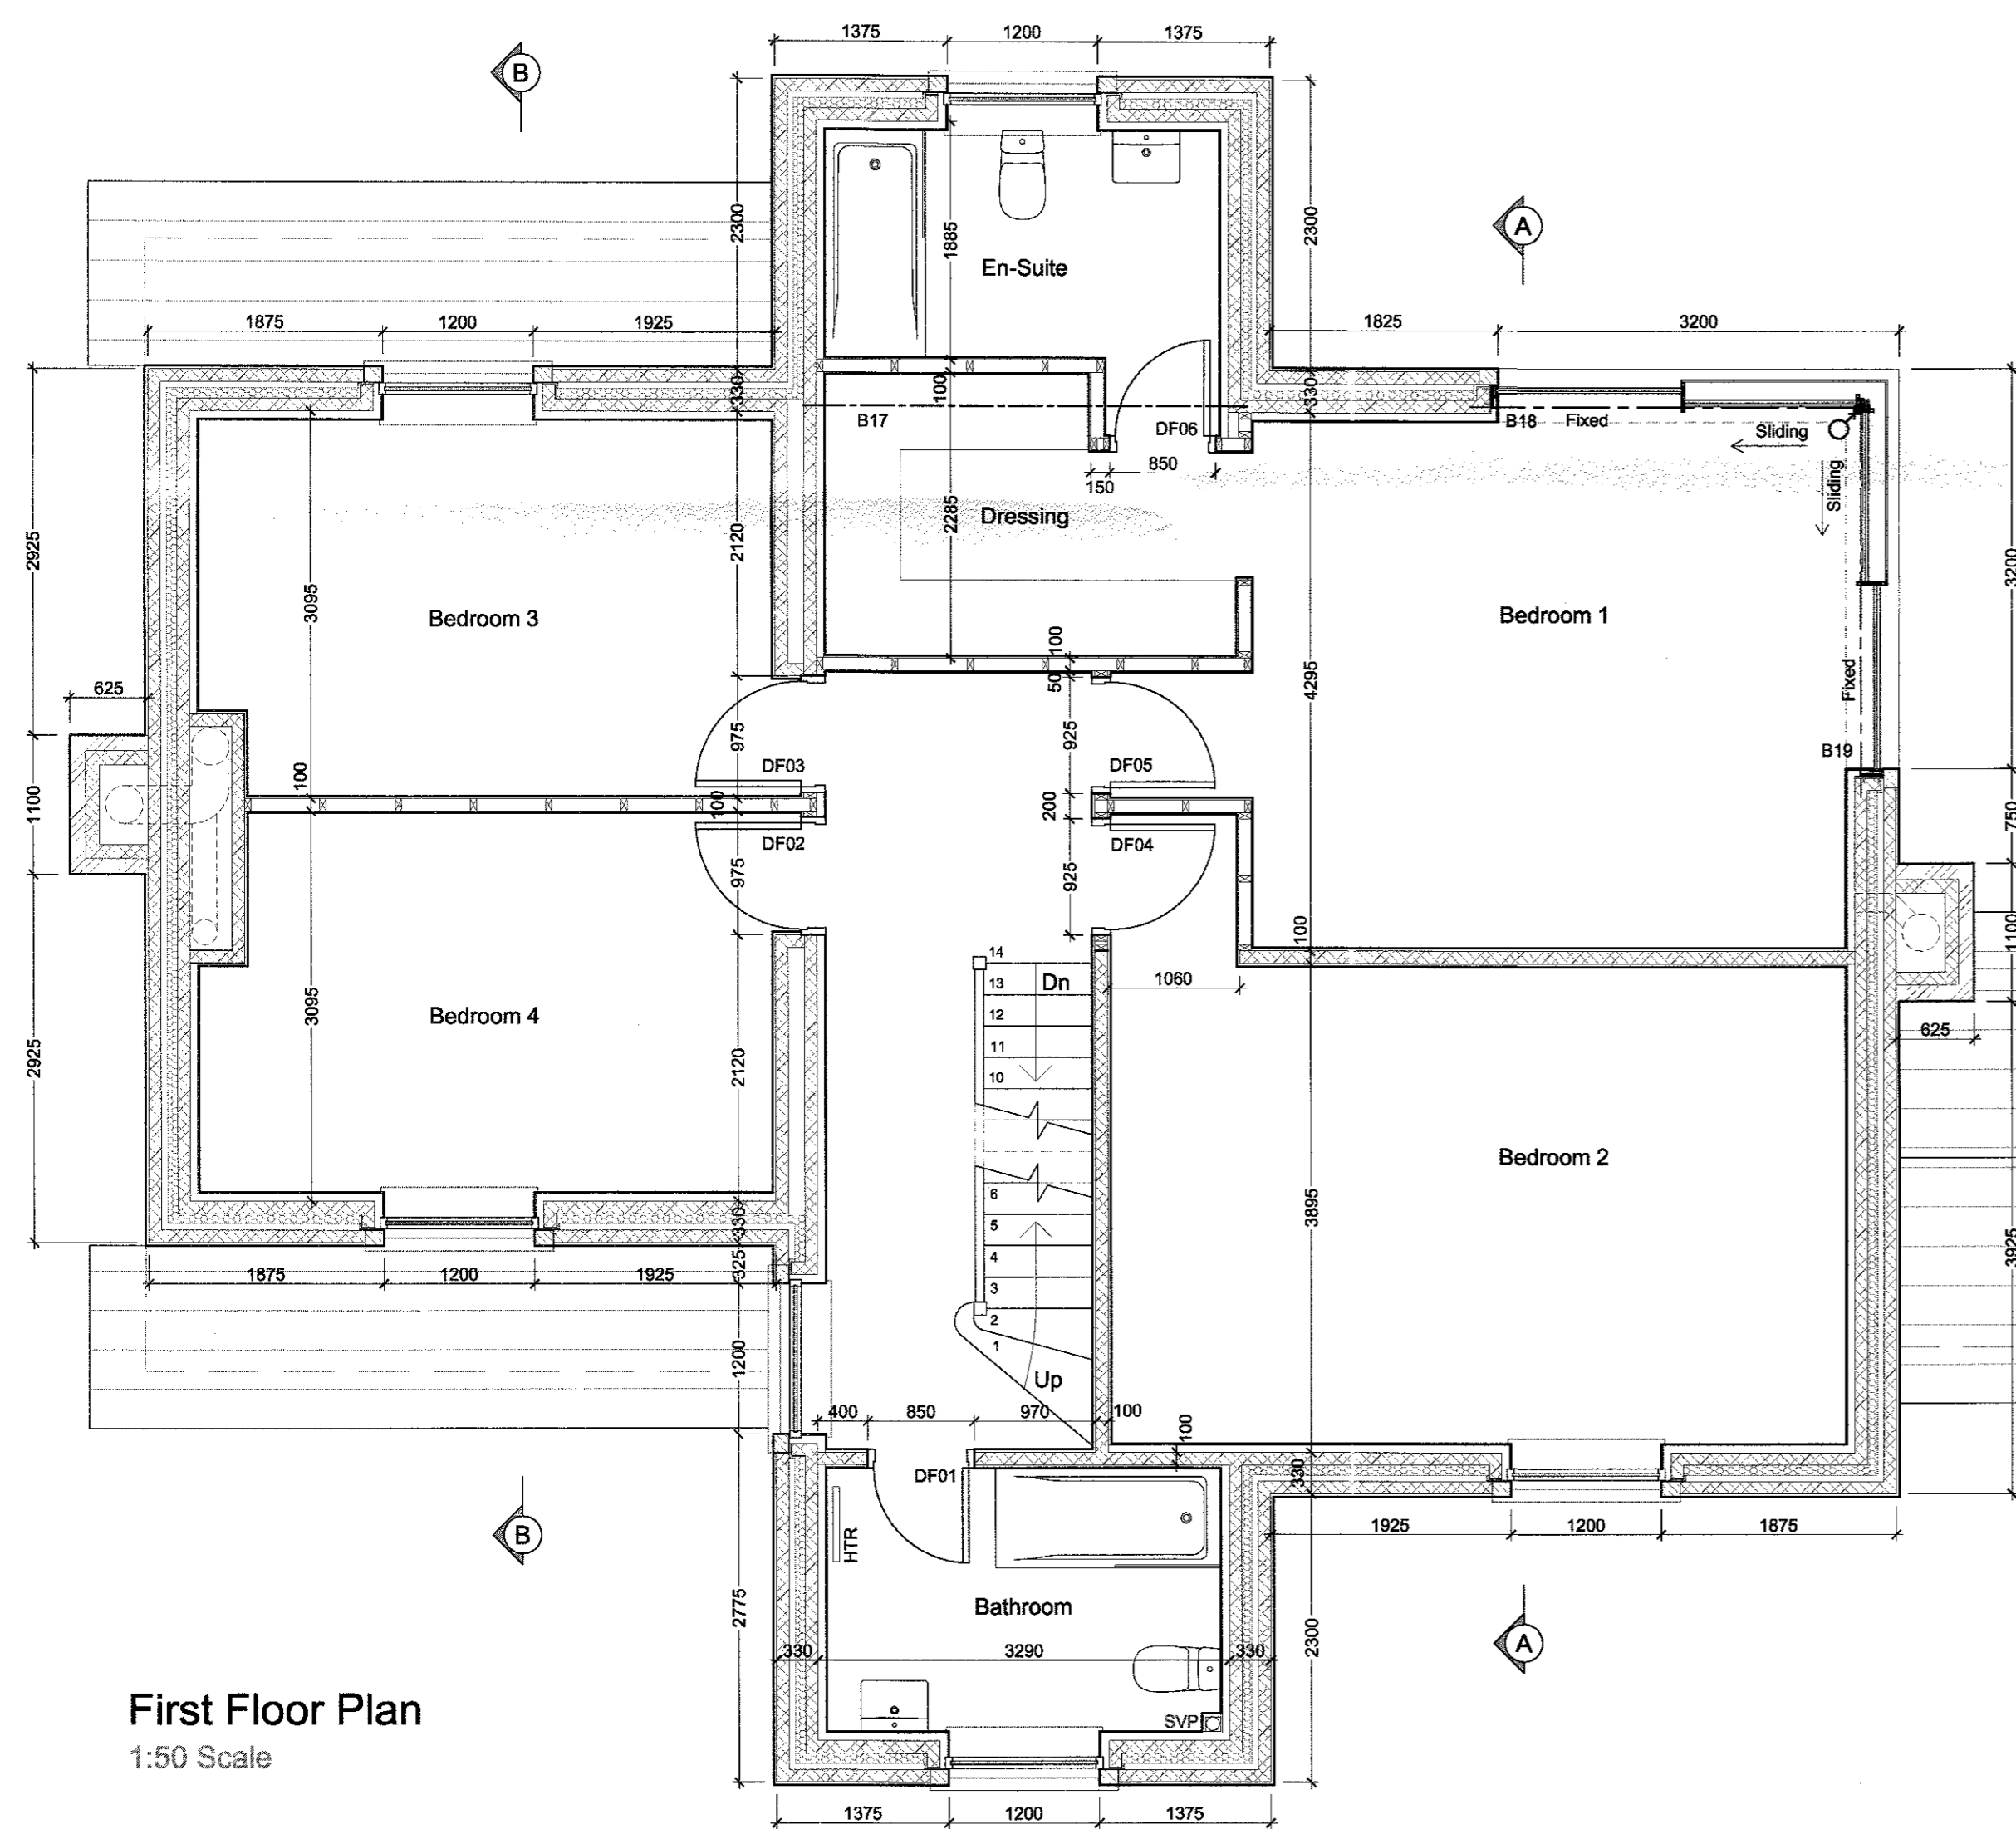 1375 1200 1375
B
2300
1885
2300
En-Suite
A
1875 1200 1925
1825 3200
330
100
330
B17
DF06
B18
Fixed
Sliding
Sliding
150
850
2925
2120
3095
2285
Dressing
3200
Bedroom 3
Bedroom 1
625
100
50
4295
Fixed
975
925
B19
DF03
DF05
1100
100
100
200
750
DF02
DF04
975
925
1100
100
14
13
Dn
12
11
10
1060
Bedroom 4
3095
2925
2120
625
Bedroom 2
6
5
4
3
2
1
Up
3895
3925
330
325
1875 1200 1925
1200
400 850 970 100
100
DF01
330
1925 1200 1875
HTR
B
Bathroom
2775
2300
A
330 3290 330
SVP
First Floor Plan
1:50 Scale
1375 1200 1375